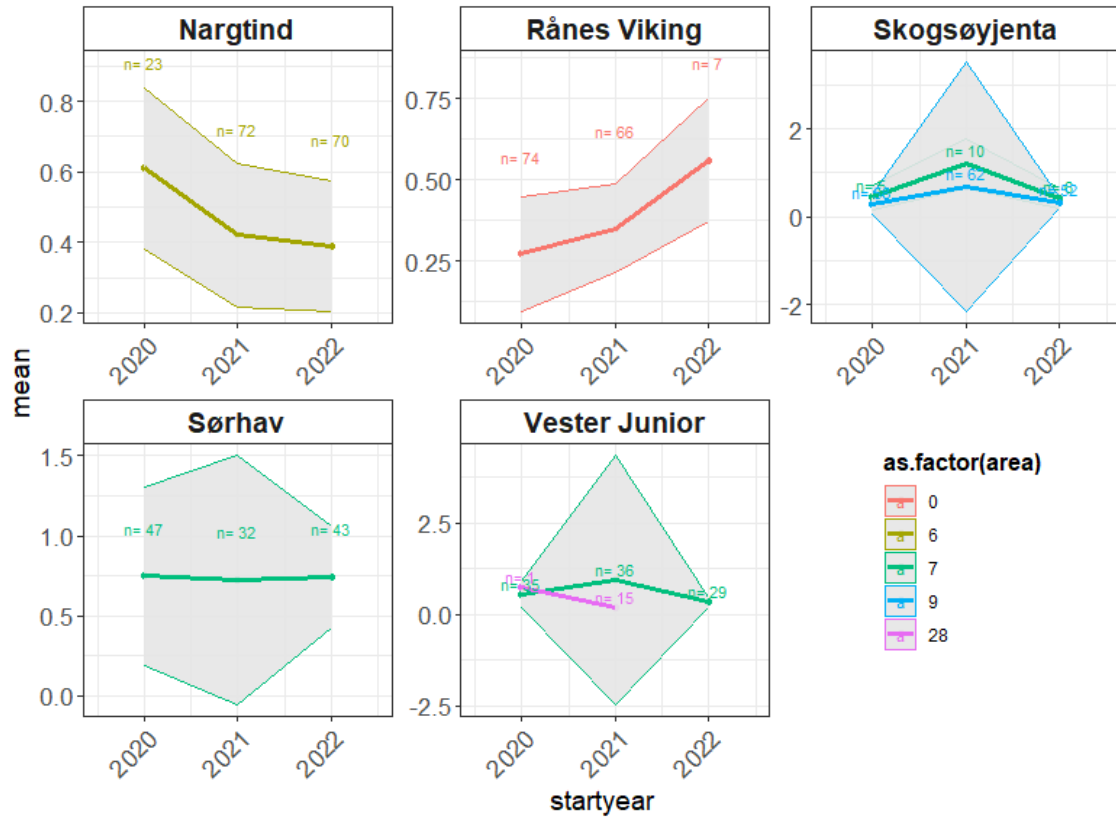 Nargtind
Rånes Viking
Skogsøyjenta
n= 23
n= 72
n= 70
0.8
0.6
0.4
0.2
n= 74
n= 66
n= 7
0.75
0.50
0.25
n= 10
n= 62
2
0
-2
2020
2021
2022
2020
2021
2022
2020
2021
2022
mean
Sørhav
Vester Junior
1.5
1.0
0.5
0.0
n= 47
n= 32
n= 43
2.5
0.0
-2.5
n= 1
n= 35
n= 36
n= 15
n= 29
2020
2021
2022
2020
2021
2022
startyear
as.factor(area)
a 0
a 6
a 7
a 9
a 28